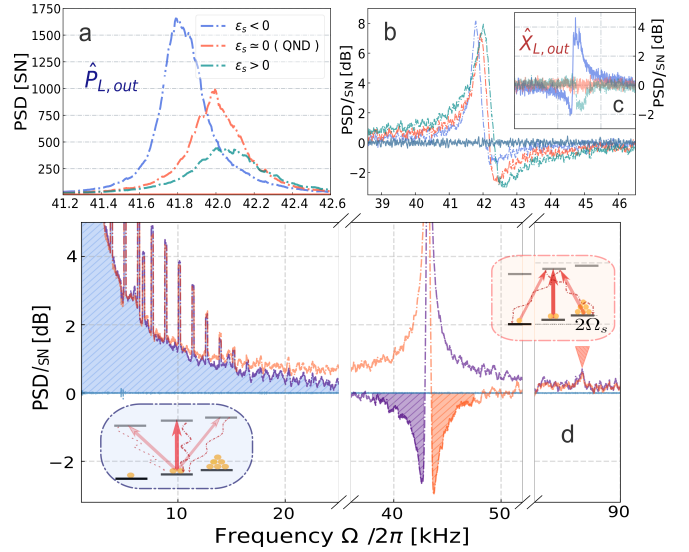 a
P̂L, out
εs < 0
εs ≃ 0 ( QND )
εs > 0
PSD [SN]
1750
1500
1250
1000
750
500
250
41.2 41.4 41.6 41.8 42.0 42.2 42.4 42.6
b
PSD/SN [dB]
8
6
4
2
0
−2
39 40 41 42 43 44 45 46
X̂L, out
c
4
2
0
−2
PSD/SN [dB]
PSD/SN [dB]
4
2
0
−2
2Ωs
d
10 20 40 50 90
Frequency Ω /2π [kHz]